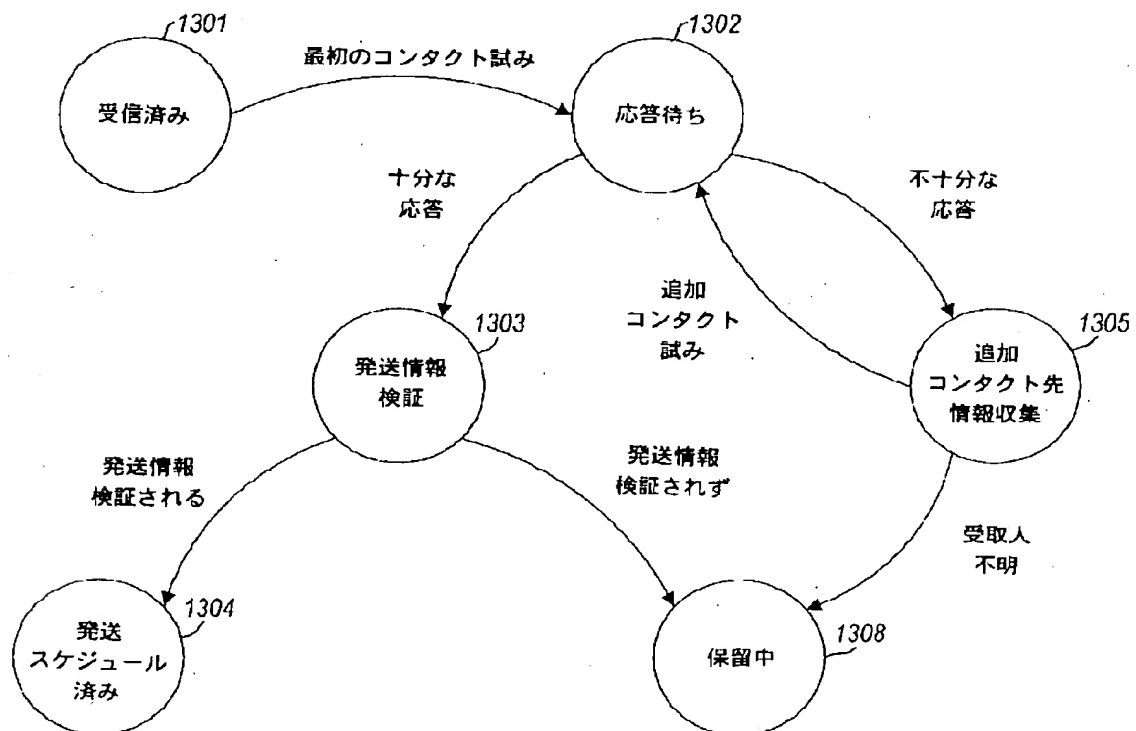 1301
受信済み
最初のコンタクト試み
1302
応答待ち
十分な
応答
不十分な
応答
追加
コンタクト
試み
1303
発送情報
検証
1305
追加
コンタクト先
情報収集
発送情報
検証される
発送情報
検証されず
受取人
不明
1304
発送
スケジュール
済み
1308
保留中